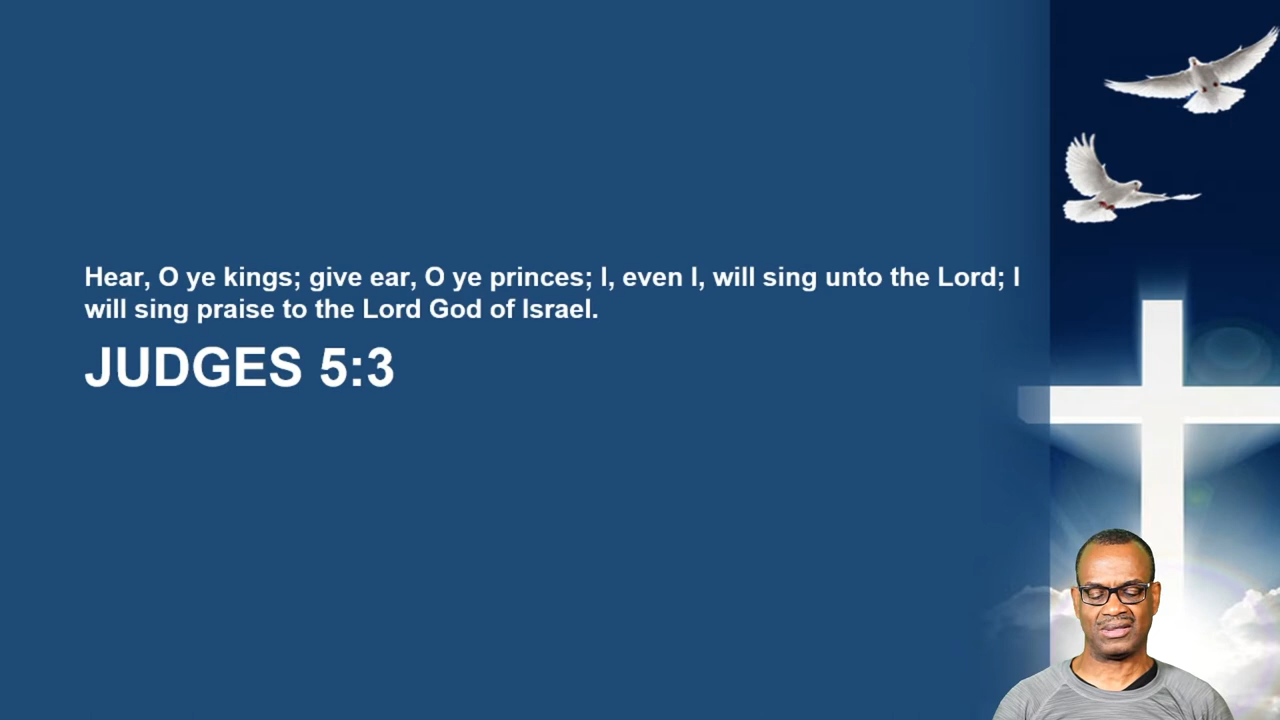 Hear, O ye kings; give ear, O ye princes; I, even I, will sing unto the Lord; I
will sing praise to the Lord God of Israel.
JUDGES 5:3